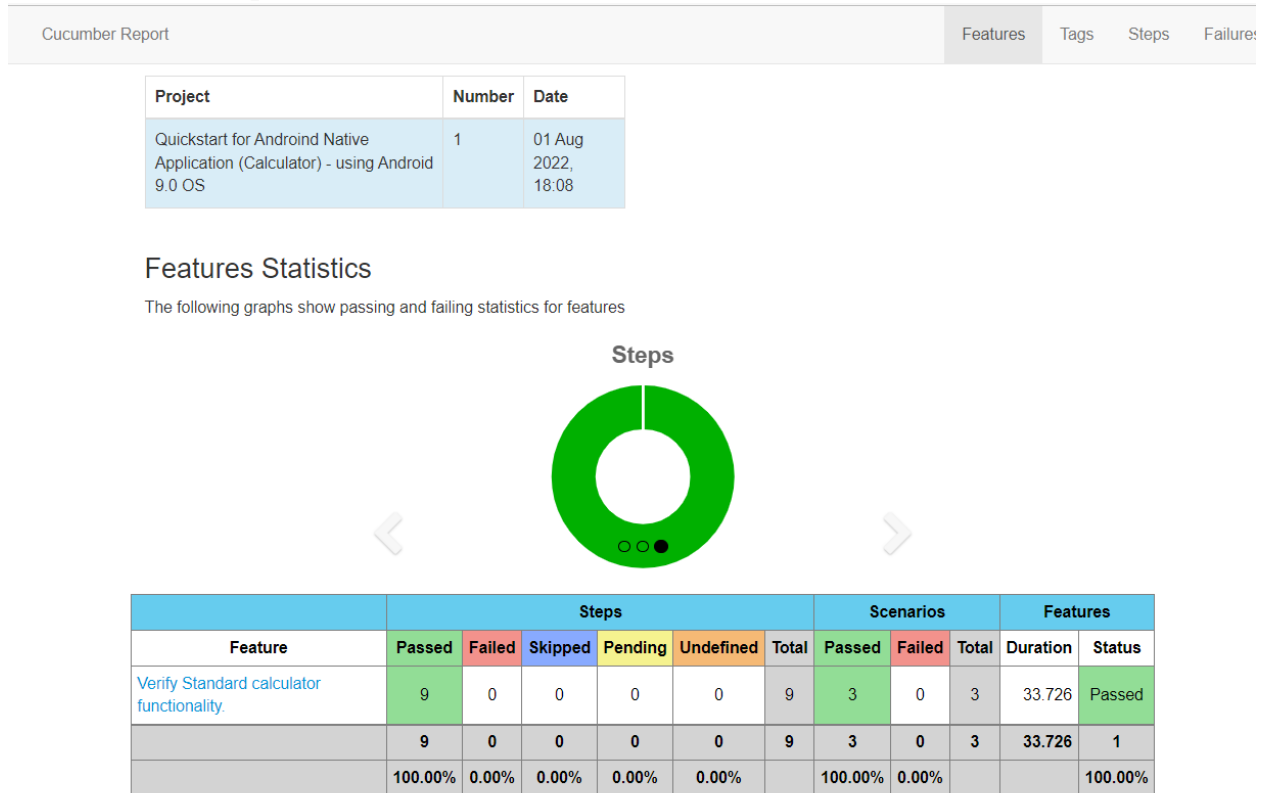 Cucumber Report Features Tags Steps Failures
Project Number Date
Quickstart for Androind Native Application (Calculator) - using Android 9.0 OS 1 01 Aug 2022, 18:08
Features Statistics
The following graphs show passing and failing statistics for features
Steps
Steps Scenarios Features
Feature Passed Failed Skipped Pending Undefined Total Passed Failed Total Duration Status
Verify Standard calculator functionality. 9 0 0 0 0 9 3 0 3 33.726 Passed
9 0 0 0 0 9 3 0 3 33.726 1
100.00% 0.00% 0.00% 0.00% 0.00% 100.00% 0.00% 100.00%